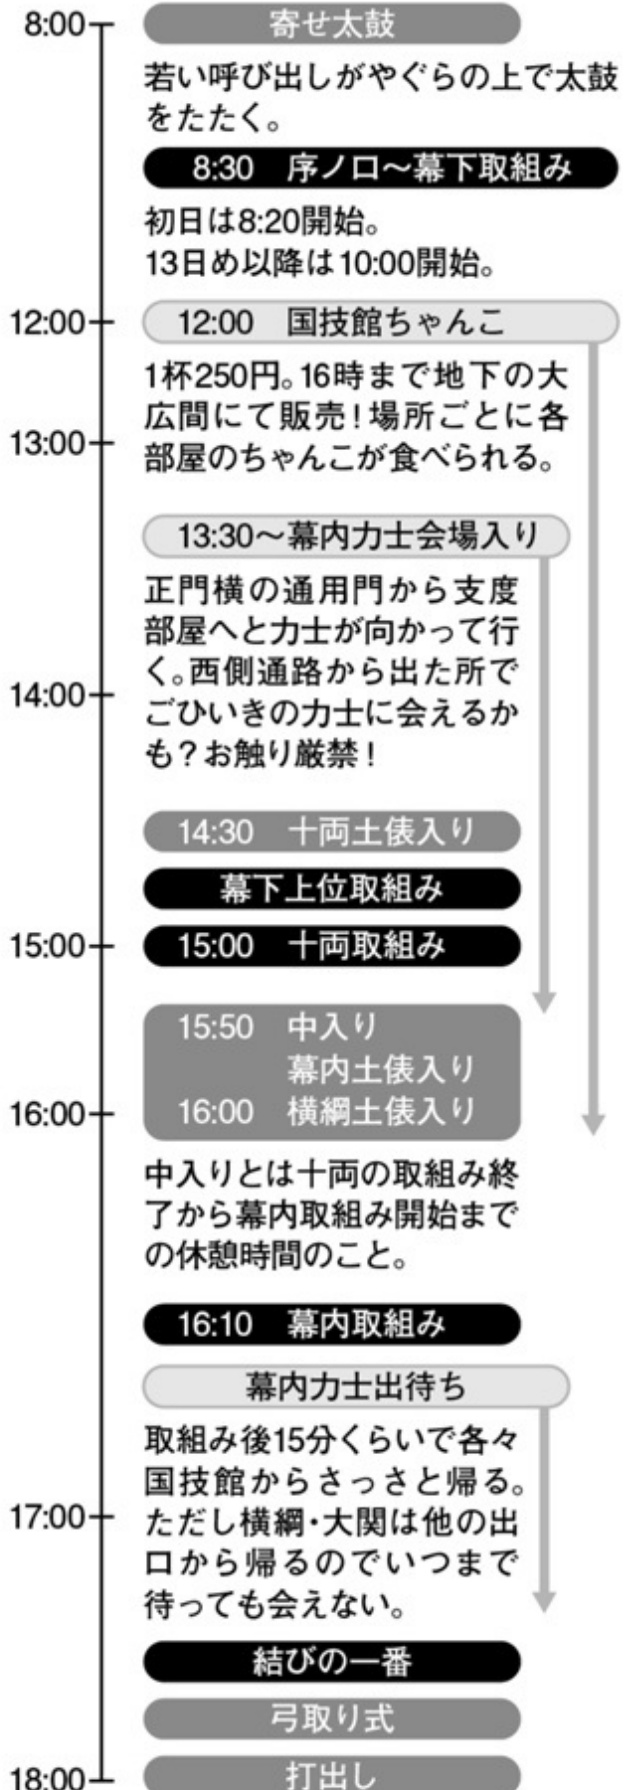 8:00
寄せ太鼓
若い呼び出しがやぐらの上で太鼓
をたたく。
8:30 序ノ口〜幕下取組み
初日は8:20開始。
13日め以降は10:00開始。
12:00
12:00 国技館ちゃんこ
1杯250円。16時まで地下の大
広間にて販売!場所ごとに各
13:00
部屋のちゃんこが食べられる。
13:30〜幕内力士会場入り
正門横の通用門から支度
部屋へと力士が向かって行
14:00
く。西側通路から出た所で
ごひいきの力士に会えるか
も?お触り厳禁!
14:30 十両土俵入り
幕下上位取組み
15:00
15:00 十両取組み
15:50 中入り
幕内土俵入り
16:00
16:00 横綱土俵入り
中入りとは十両の取組み終
了から幕内取組み開始まで
の休憩時間のこと。
16:10 幕内取組み
幕内力士出待ち
取組み後15分くらいで各々
国技館からさっさと帰る。
17:00
ただし横綱・大関は他の出
口から帰るのでいつまで
待っても会えない。
結びの一番
弓取り式
18:00
打出し